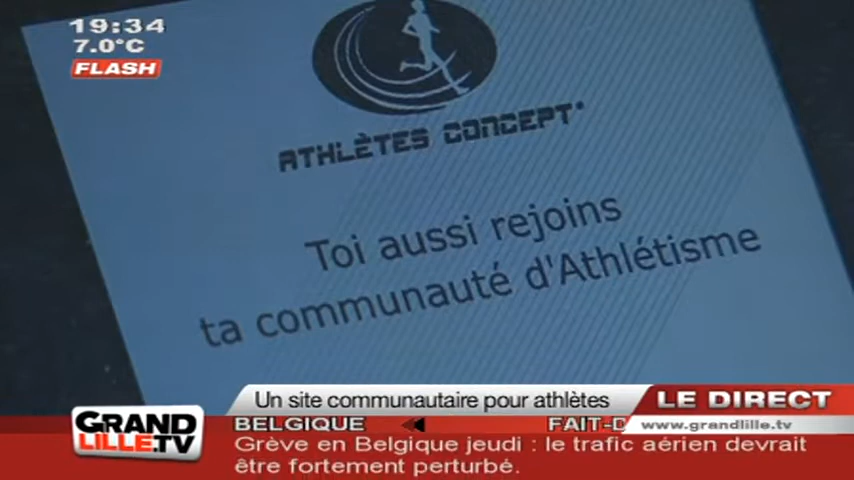 19:34
7.0°C
FLASH
ATHLÈTES CONCEPT
Toi aussi rejoins
ta communauté d'Athlétisme
Un site communautaire pour athlètes
LE DIRECT
BELGIQUE
FAIT-D
www.grandlille.tv
GRAND
LILLE.TV
Grève en Belgique jeudi : le trafic aérien devrait
être fortement perturbé.